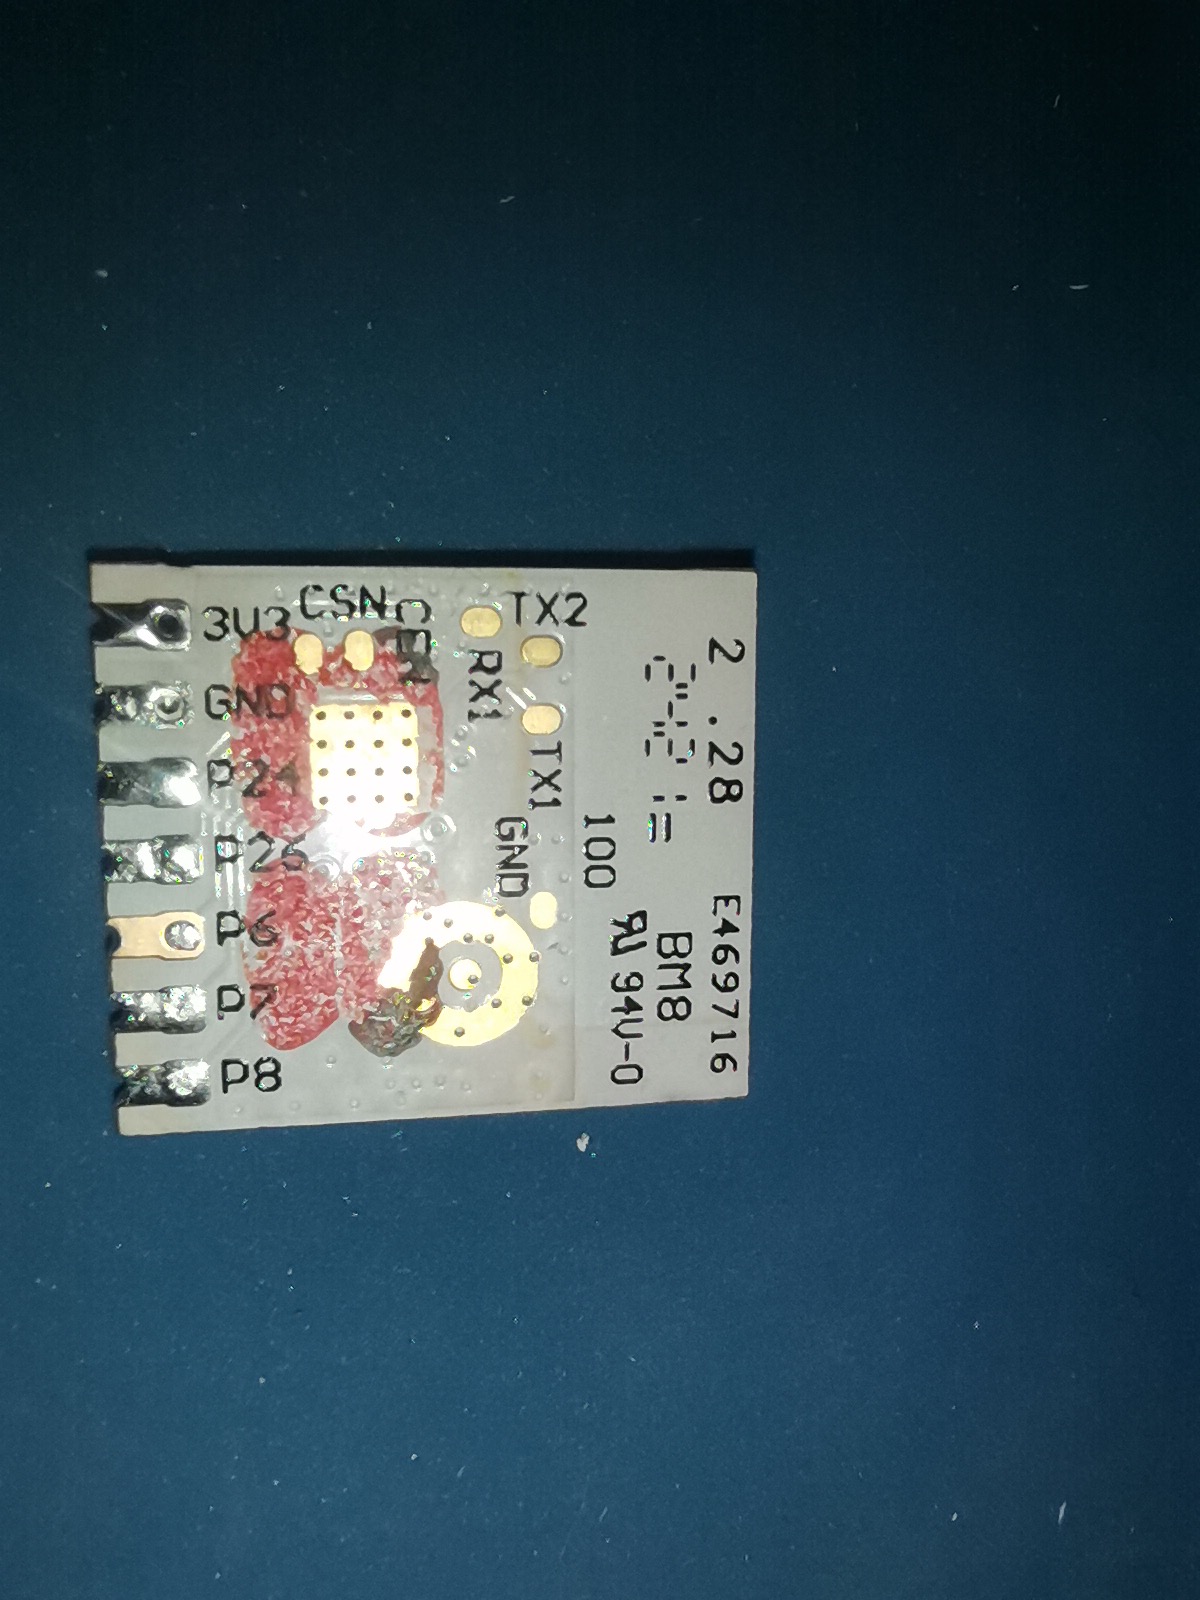 3V3
GND
P24
P26
P6
P7
P8
CSN
CEN
TX2
RX1
TX1
GND
100
94V-0
BM8
2.28
E469716